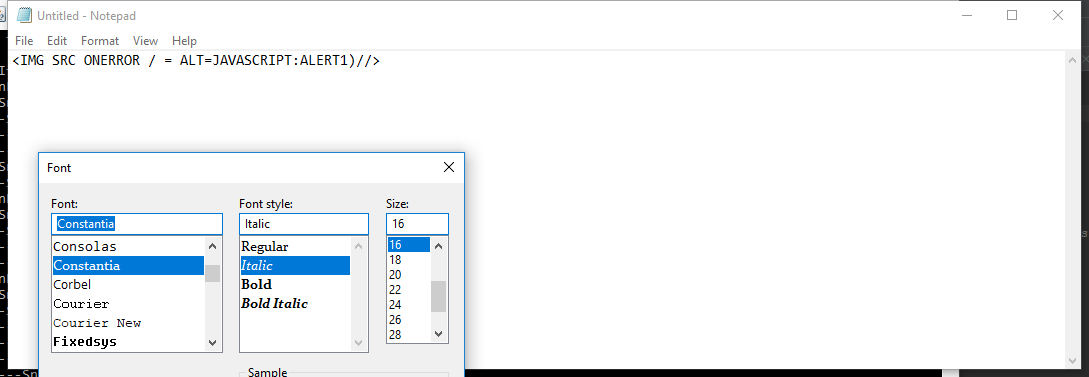 Untitled - Notepad
File Edit Format View Help
<IMG SRC ONERROR / = ALT=JAVASCRIPT:ALERT1)//>
Font
Font: Font style: Size:
Constantia Italic 16
Consolas Regular 16
Constantia Italic 18
Corbel Bold 20
Courier Bold Italic 22
Courier New 24
Fixedsys 26
28
Sample